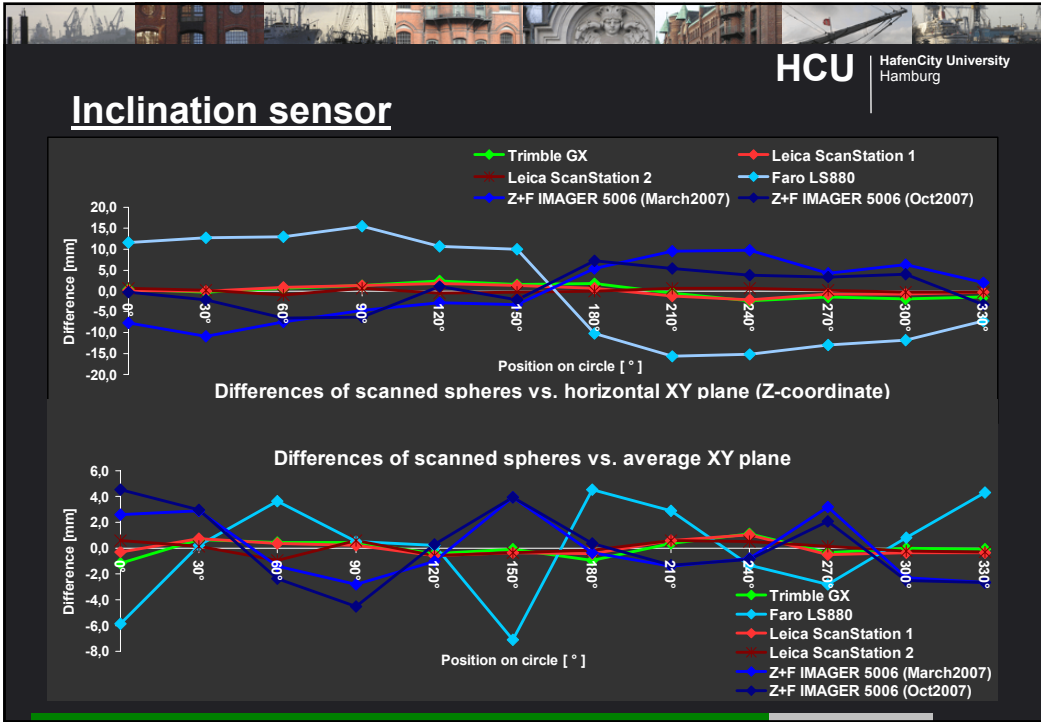 HCU
HafenCity University
Hamburg
Inclination sensor
Trimble GX
Leica ScanStation 1
Leica ScanStation 2
Faro LS880
Z+F IMAGER 5006 (March2007)
Z+F IMAGER 5006 (Oct2007)
Difference [mm]
20,0
15,0
10,0
5,0
0,0
-5,0
-10,0
-15,0
-20,0
0°
30°
60°
90°
120°
150°
180°
210°
240°
270°
300°
330°
Position on circle [ ° ]
Differences of scanned spheres vs. horizontal XY plane (Z-coordinate)
Differences of scanned spheres vs. average XY plane
Difference [mm]
6,0
4,0
2,0
0,0
-2,0
-4,0
-6,0
-8,0
0°
30°
60°
90°
120°
150°
180°
210°
240°
270°
300°
330°
Position on circle [ ° ]
Trimble GX
Faro LS880
Leica ScanStation 1
Leica ScanStation 2
Z+F IMAGER 5006 (March2007)
Z+F IMAGER 5006 (Oct2007)